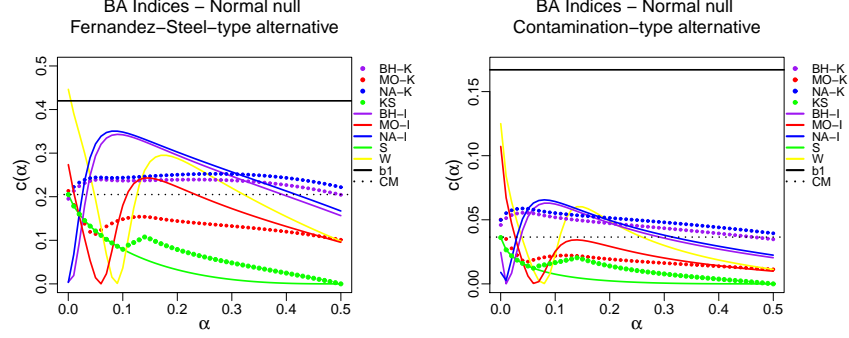 BA Indices − Normal null
Fernandez−Steel−type alternative
c(α)
0.0
0.1
0.2
0.3
0.4
0.5
0.0
0.1
0.2
0.3
0.4
0.5
α
BH−K
MO−K
NA−K
KS
BH−I
MO−I
NA−I
S
W
b1
CM
BA Indices − Normal null
Contamination−type alternative
c(α)
0.00
0.05
0.10
0.15
0.0
0.1
0.2
0.3
0.4
0.5
α
BH−K
MO−K
NA−K
KS
BH−I
MO−I
NA−I
S
W
b1
CM